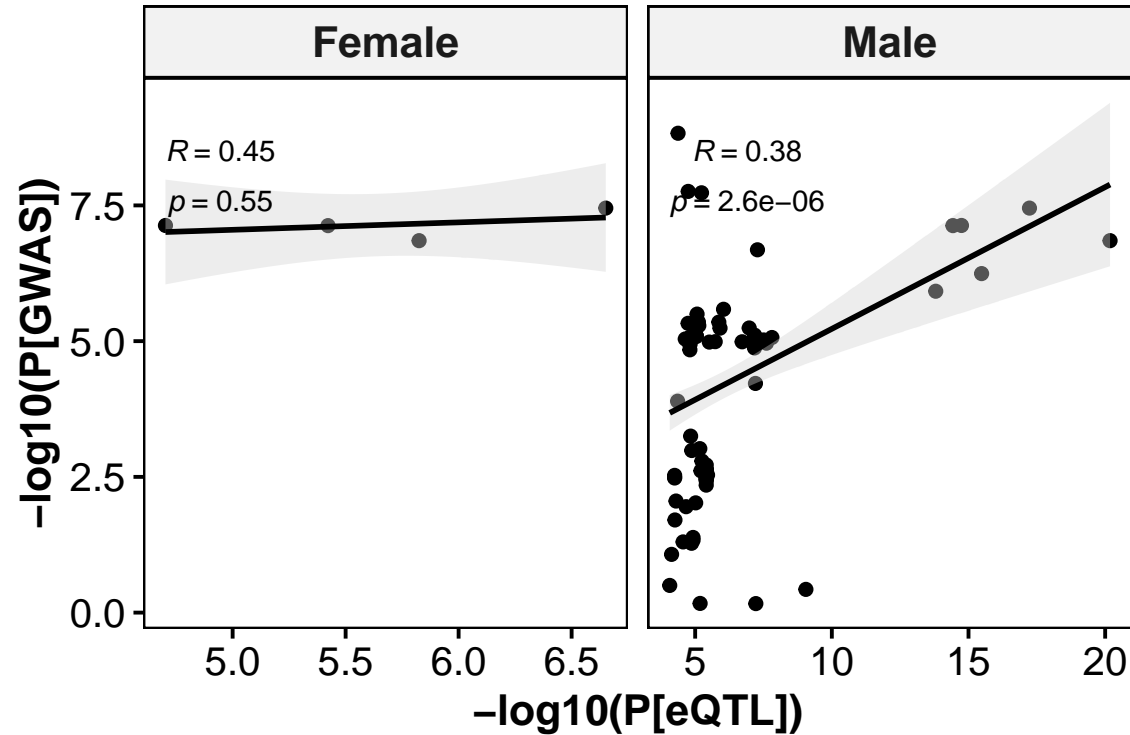 Female
Male
R = 0.45
p = 0.55
R = 0.38
p = 2.6e−06
−log10(P[GWAS])
7.5
5.0
2.5
0.0
5.0 5.5 6.0 6.5
5 10 15 20
−log10(P[eQTL])